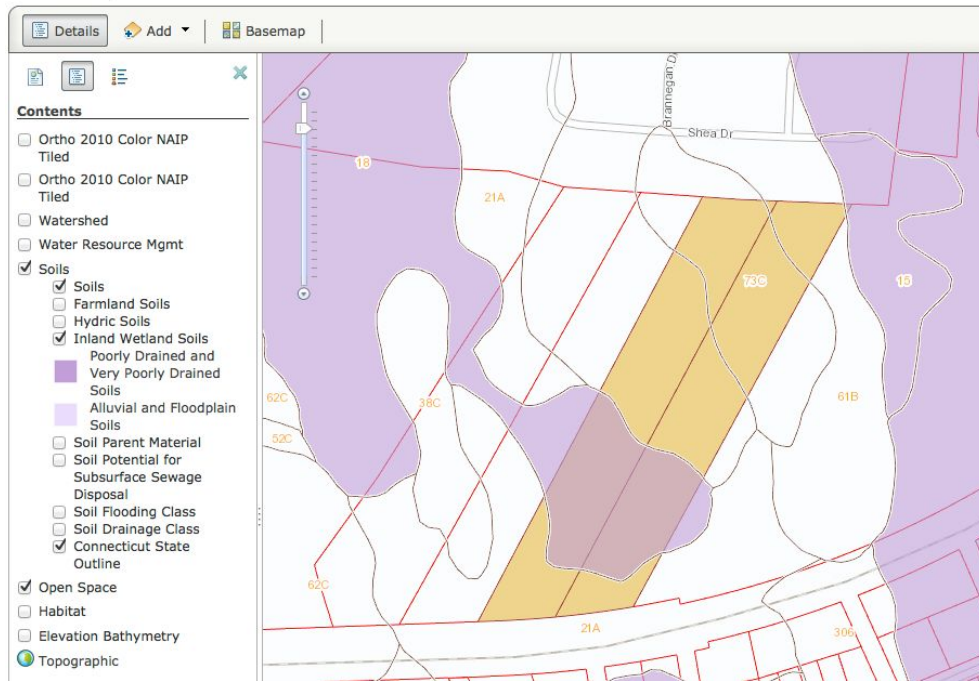 Details
Add
Basemap
Contents
Ortho 2010 Color NAIP
Tiled
Ortho 2010 Color NAIP
Tiled
Watershed
Water Resource Mgmt
Soils
Soils
Farmland Soils
Hydric Soils
Inland Wetland Soils
Poorly Drained and
Very Poorly Drained
Soils
Alluvial and Floodplain
Soils
Soil Parent Material
Soil Potential for
Subsurface Sewage
Disposal
Soil Flooding Class
Soil Drainage Class
Connecticut State
Outline
Open Space
Habitat
Elevation Bathymetry
Topographic
Brannegan Dr
Shea Dr
18
21A
73C
15
62C
38C
61B
52C
62C
21A
306